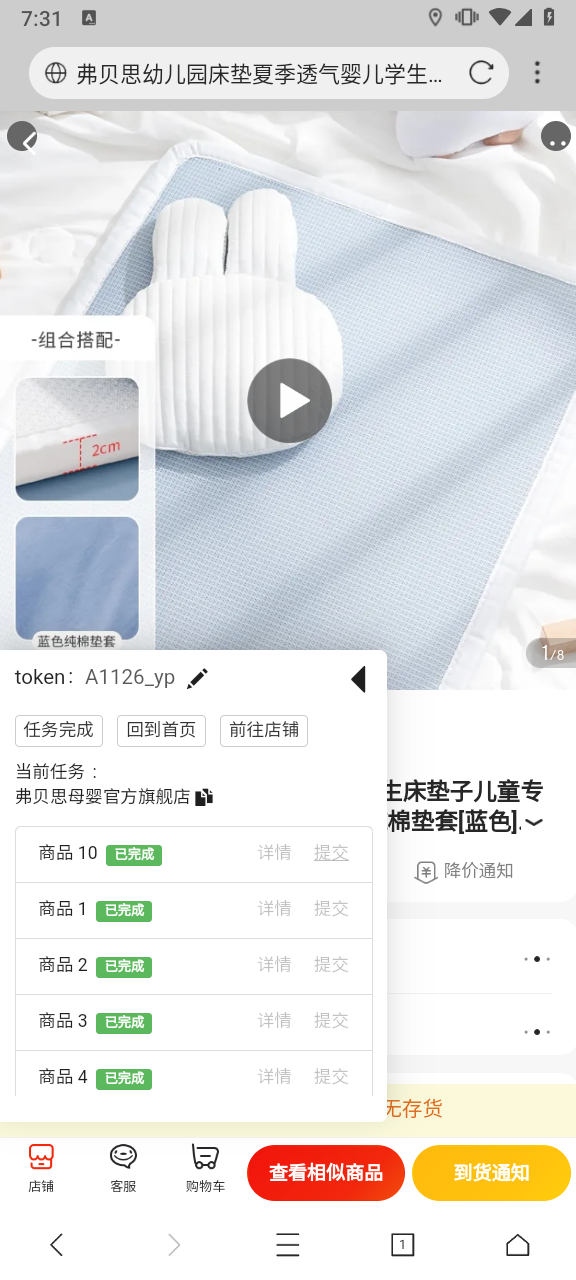 7:31
A
弗贝思幼儿园床垫夏季透气婴儿学生...
-组合搭配-
2cm
蓝色纯棉垫套
1/8
token: A1126_yp
任务完成 回到首页 前往店铺
当前任务 :
弗贝思母婴官方旗舰店
生床垫子儿童专
棉垫套[蓝色].
降价通知
商品 10 已完成 详情 提交
商品 1 已完成 详情 提交
商品 2 已完成 详情 提交
商品 3 已完成 详情 提交
商品 4 已完成 详情 提交
无存货
店铺 客服 购物车 查看相似商品 到货通知
1